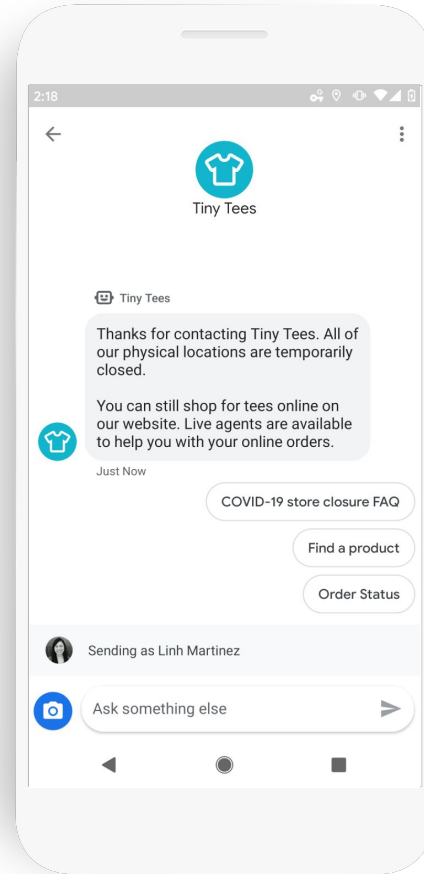 2:18
Tiny Tees
Tiny Tees
Thanks for contacting Tiny Tees. All of
our physical locations are temporarily
closed.
You can still shop for tees online on
our website. Live agents are available
to help you with your online orders.
Just Now
COVID-19 store closure FAQ
Find a product
Order Status
Sending as Linh Martinez
Ask something else